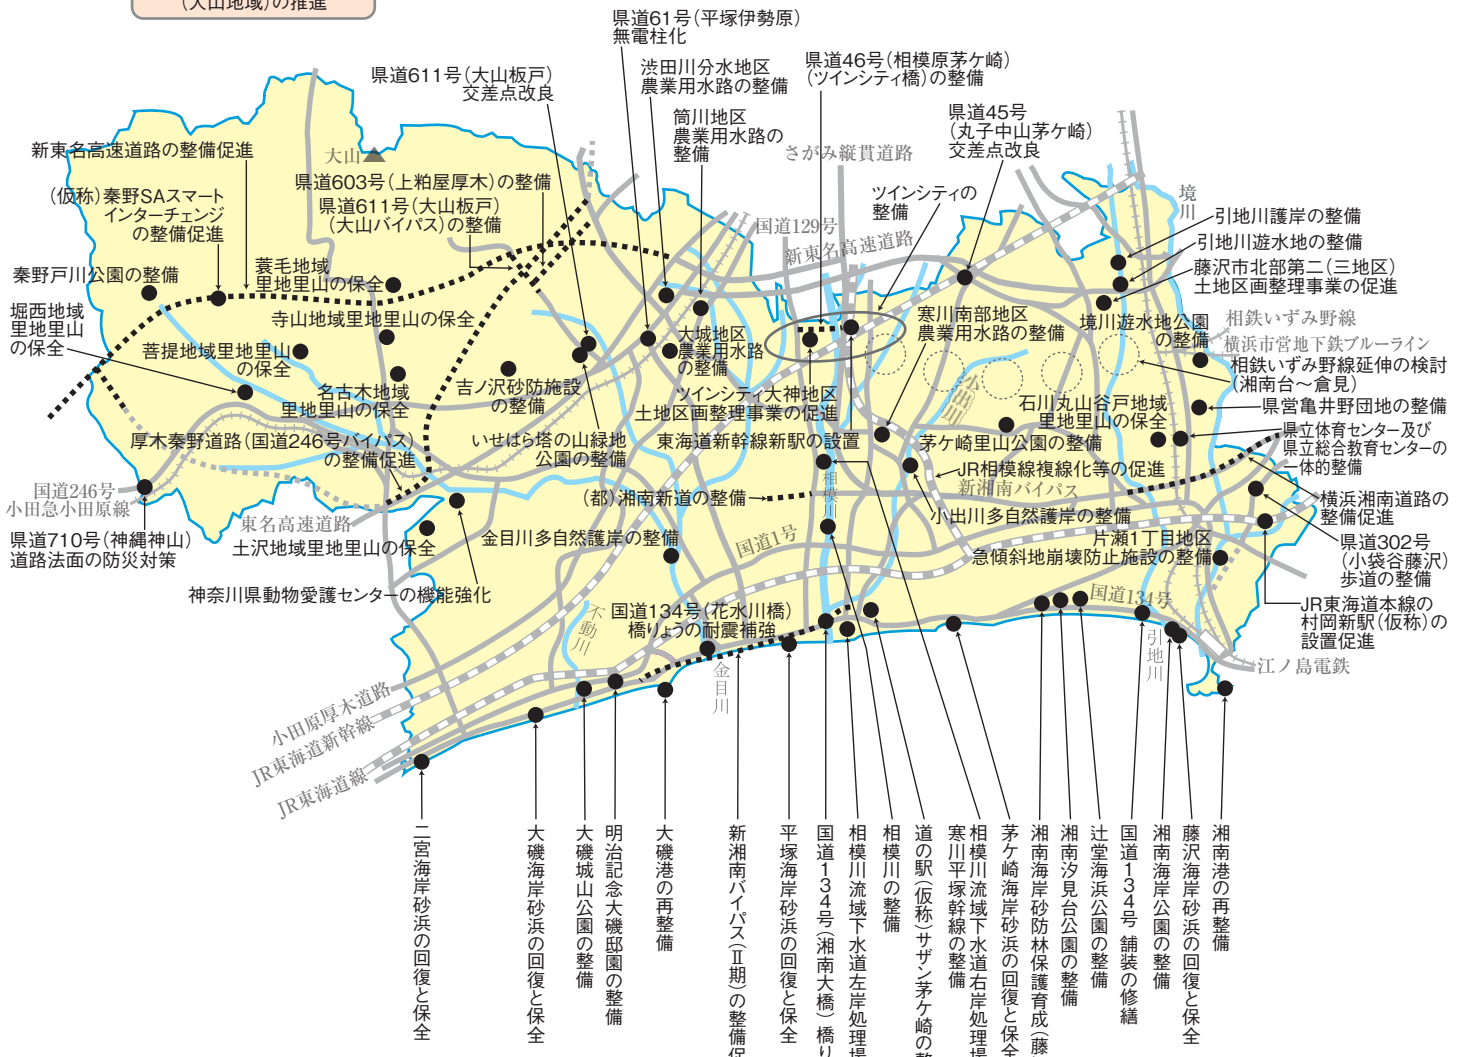 (大山地域)の推進
県道61号(平塚伊勢原)
無電柱化
県道611号(大山板戸)
交差点改良
渋田川分水地区
農業用水路の整備
県道46号(相模原茅ケ崎)
(ツインシティ橋)の整備
筒川地区
農業用水路の
整備
県道45号
(丸子中山茅ケ崎)
交差点改良
新東名高速道路の整備促進
大山
さがみ縦貫道路
県道603号(上粕屋厚木)の整備
県道611号(大山板戸)
(大山バイパス)の整備
(仮称)秦野SAスマート
インターチェンジ
の整備促進
ツインシティの
整備
境川
国道129号
新東名高速道路
引地川護岸の整備
引地川遊水地の整備
藤沢市北部第二(三地区)
土地区画整理事業の推進
秦野戸川公園の整備
蓑毛地域
里地里山の保全
堀西地域
里地里山
の保全
寺山地域里地里山の保全
寒川南部地区
農業用水路の整備
境川遊水地公園
の整備
相鉄いずみ野線
横浜市営地下鉄ブルーライン
相鉄いずみ野線延伸の検討
(湘南台～倉見)
菩提地域里地里山
の保全
大城地区
農業用水路
の整備
名古木地域
里地里山の保全
吉ノ沢砂防施設
の整備
ツインシティ大神地区
土地区画整理事業の促進
小出川
石川丸山谷戸地域
里地里山の保全
県営亀井野団地の整備
厚木秦野道路(国道246号バイパス)
の整備促進
いせはら塔の山緑地
公園の整備
東海道新幹線新駅の設置
茅ケ崎里山公園の整備
県立体育センター及び
県立総合教育センターの
一体的整備
JR相模線複線化等の促進
新湘南バイパス
相模川
国道246号
小田急小田原線
(都)湘南新道の整備
横浜湘南道路の
整備促進
東名高速道路
小出川多自然護岸の整備
県道710号(神縄神山)
道路法面の防災対策
土沢地域里地里山の保全
金目川多自然護岸の整備
国道1号
片瀬1丁目地区
急傾斜地崩壊防止施設の整備
県道302号
(小袋谷藤沢)
歩道の整備
神奈川県動物愛護センターの機能強化
不動川
国道134号(花水川橋)
橋りょうの耐震補強
国道134号
JR東海道本線の
村岡新駅(仮称)の
設置促進
引地川
江ノ島電鉄
金目川
小田原厚木道路
JR東海道新幹線
JR東海道線
二宮海岸砂浜の回復と保全
大磯海岸砂浜の回復と保全
大磯城山公園の整備
明治記念大磯邸園の整備
大磯港の再整備
新湘南バイパス(Ⅱ期)の整備促
平塚海岸砂浜の回復と保全
国道134号(湘南大橋)橋り
相模川流域下水道左岸処理場
相模川の整備
道の駅(仮称)サザン茅ケ崎の整
寒川平塚幹線の整備
相模川流域下水道右岸処理場
茅ケ崎海岸砂浜の回復と保全
湘南海岸砂防林保護育成(藤
湘南汐見台公園の整備
辻堂海浜公園の整備
国道134号 舗装の修繕
湘南海岸公園の整備
藤沢海岸砂浜の回復と保全
湘南港の再整備